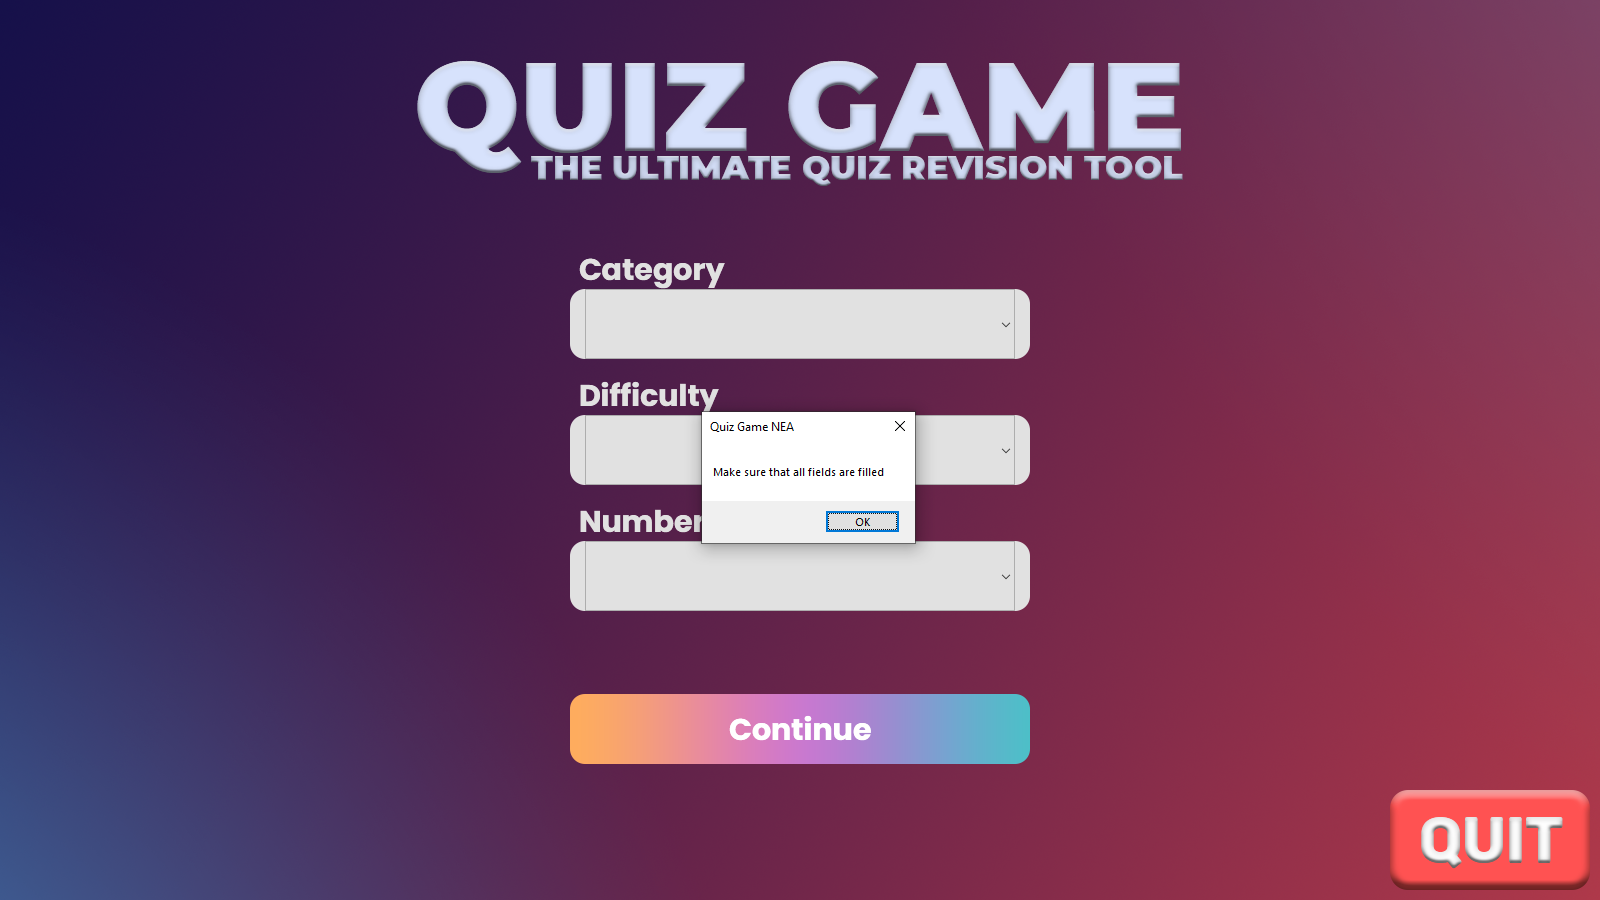 QUIZ GAME
THE ULTIMATE QUIZ REVISION TOOL
Category
Difficulty
Quiz Game NEA
Make sure that all fields are filled
OK
Number
Continue
QUIT